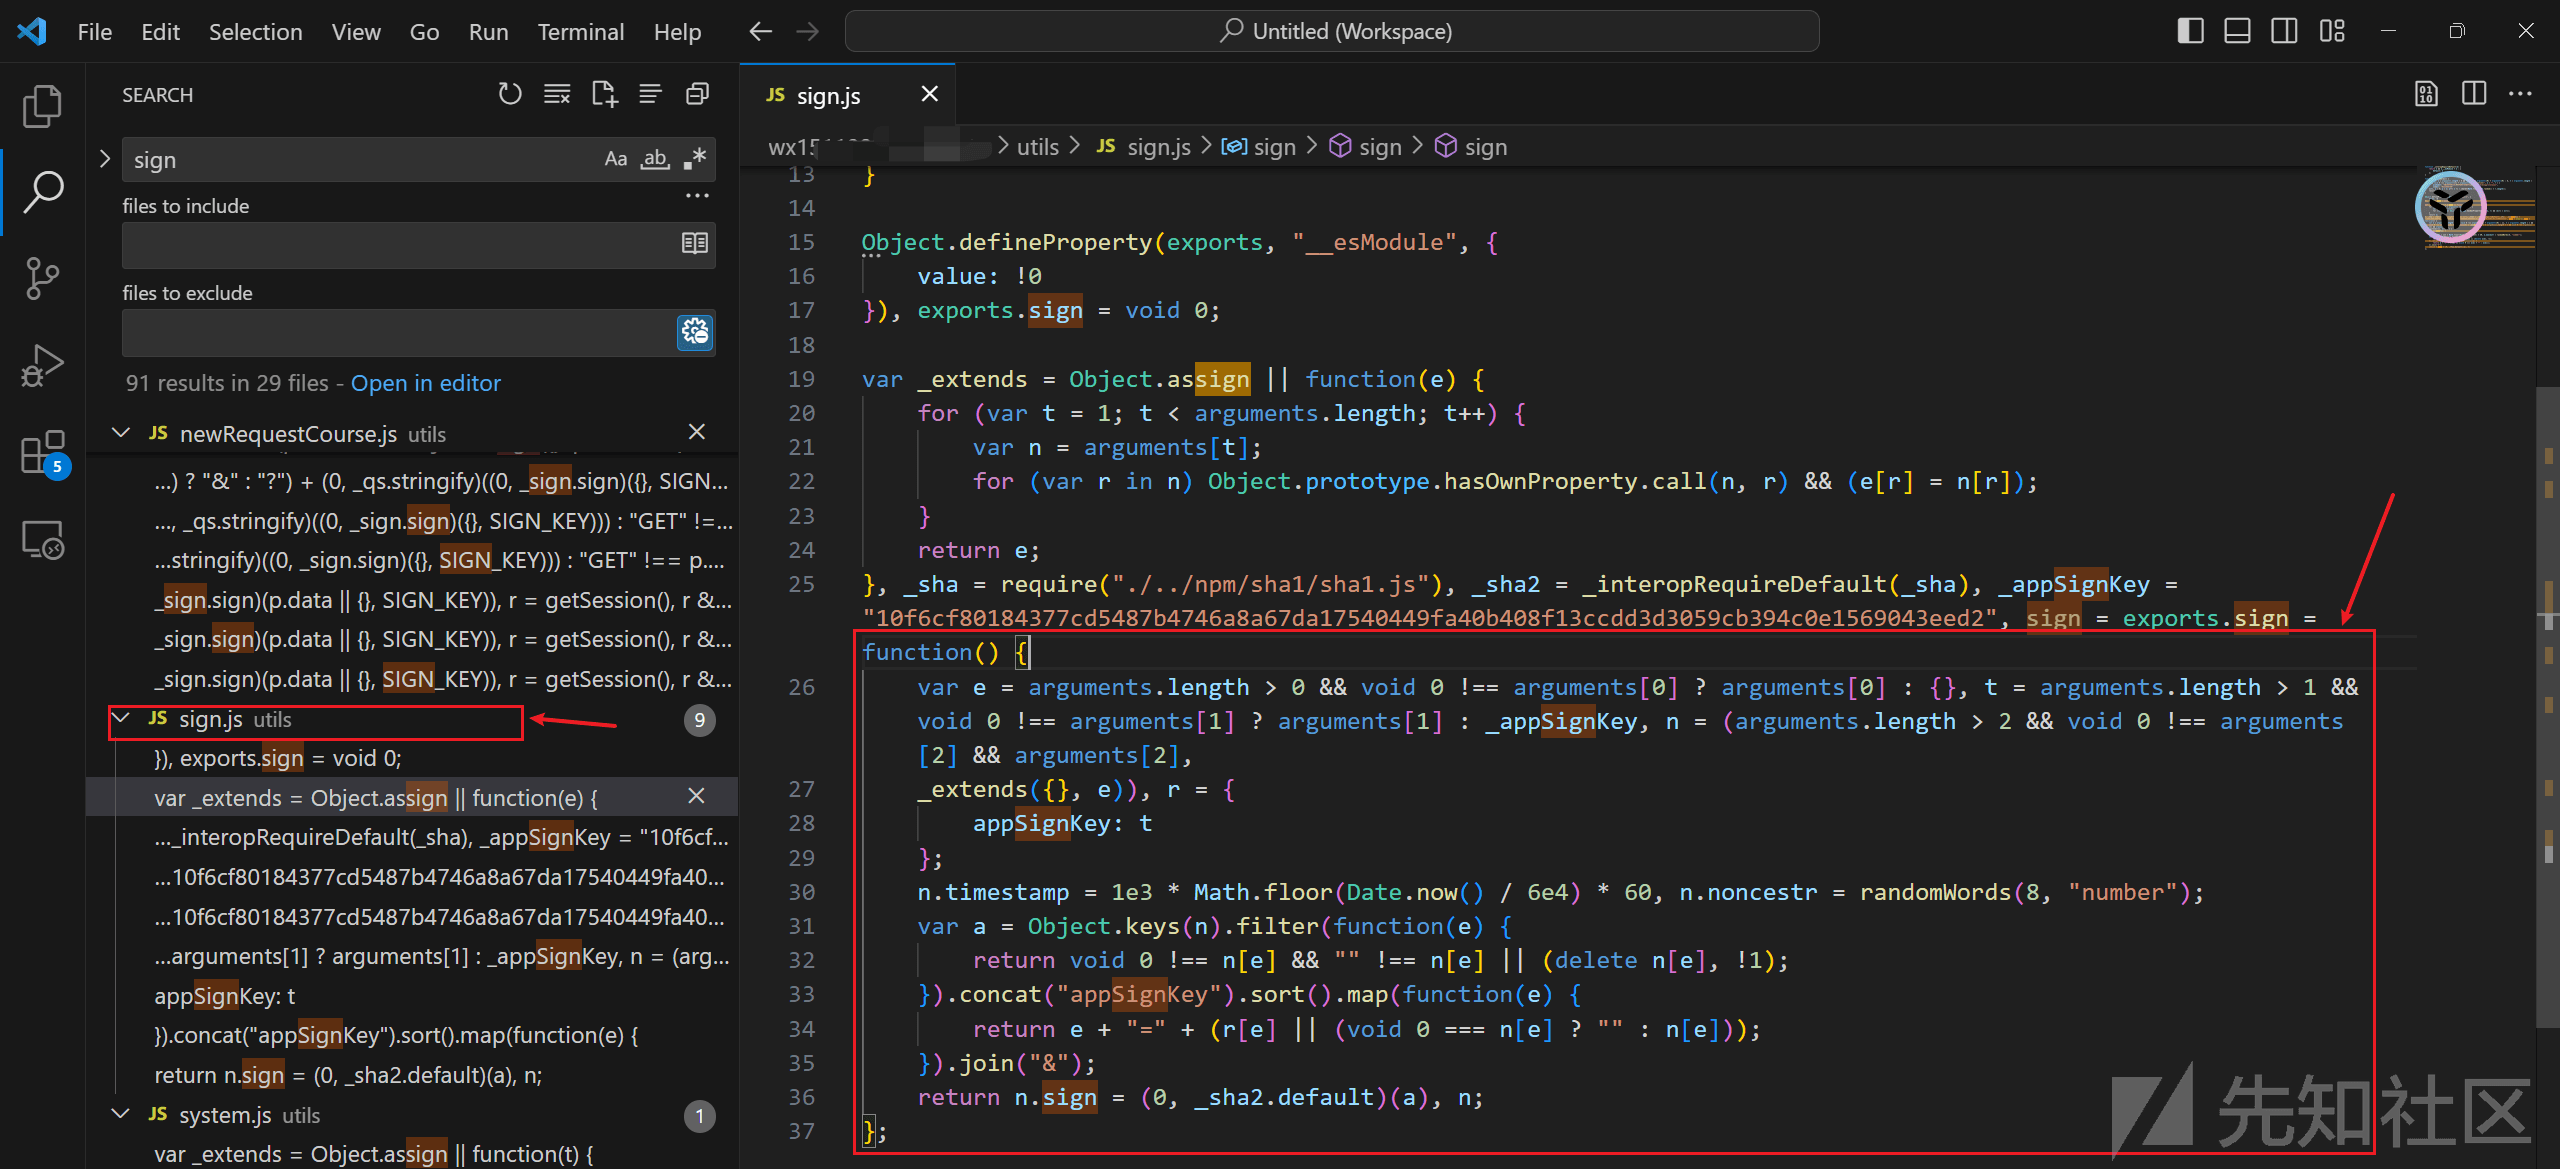 File Edit Selection View Go Run Terminal Help
Untitled (Workspace)
SEARCH
sign
Aa ab
files to include
files to exclude
91 results in 29 files - Open in editor
JS newRequestCourse.js utils
...) ? "&" : "?") + (0, _qs.stringify)((0, _sign.sign)({}, SIGN...
..., _qs.stringify)((0, _sign.sign)({}, SIGN_KEY))) : "GET" !=...
...stringify)((0, _sign.sign)({}, SIGN_KEY))) : "GET" !== p....
_sign.sign)(p.data || {}, SIGN_KEY)), r = getSession(), r &...
_sign.sign)(p.data || {}, SIGN_KEY)), r = getSession(), r &...
_sign.sign)(p.data || {}, SIGN_KEY)), r = getSession(), r &...
JS sign.js utils 9
}), exports.sign = void 0;
var _extends = Object.assign || function(e) {
..._interopRequireDefault(_sha), _appSignKey = "10f6cf...
...10f6cf80184377cd5487b4746a8a67da17540449fa40...
...10f6cf80184377cd5487b4746a8a67da17540449fa40...
...arguments[1] ? arguments[1] : _appSignKey, n = (arg...
appSignKey: t
}).concat("appSignKey").sort().map(function(e) {
return n.sign = (0, _sha2.default)(a), n;
JS system.js utils 1
var _extends = Object.assign || function(t) {
5
JS sign.js
utils > JS sign.js > sign > sign > sign
13 }
14
15 Object.defineProperty(exports, "__esModule", {
16 value: !0
17 }), exports.sign = void 0;
18
19 var _extends = Object.assign || function(e) {
20 for (var t = 1; t < arguments.length; t++) {
21 var n = arguments[t];
22 for (var r in n) Object.prototype.hasOwnProperty.call(n, r) && (e[r] = n[r]);
23 }
24 return e;
25 }, _sha = require("./../npm/sha1/sha1.js"), _sha2 = _interopRequireDefault(_sha), _appSignKey =
"10f6cf80184377cd5487b4746a8a67da17540449fa40b408f13ccdd3d3059cb394c0e1569043eed2", sign = exports.sign =
function() {
26 var e = arguments.length > 0 && void 0 !== arguments[0] ? arguments[0] : {}, t = arguments.length > 1 &&
void 0 !== arguments[1] ? arguments[1] : _appSignKey, n = (arguments.length > 2 && void 0 !== arguments
[2] && arguments[2],
27 _extends({}, e)), r = {
28 appSignKey: t
29 };
30 n.timestamp = 1e3 * Math.floor(Date.now() / 6e4) * 60, n.noncestr = randomWords(8, "number");
31 var a = Object.keys(n).filter(function(e) {
32 return void 0 !== n[e] && "" !== n[e] || (delete n[e], !1);
33 }).concat("appSignKey").sort().map(function(e) {
34 return e + "=" + (r[e] || (void 0 === n[e] ? "" : n[e]));
35 }).join("&");
36 return n.sign = (0, _sha2.default)(a), n;
37 };
先知社区